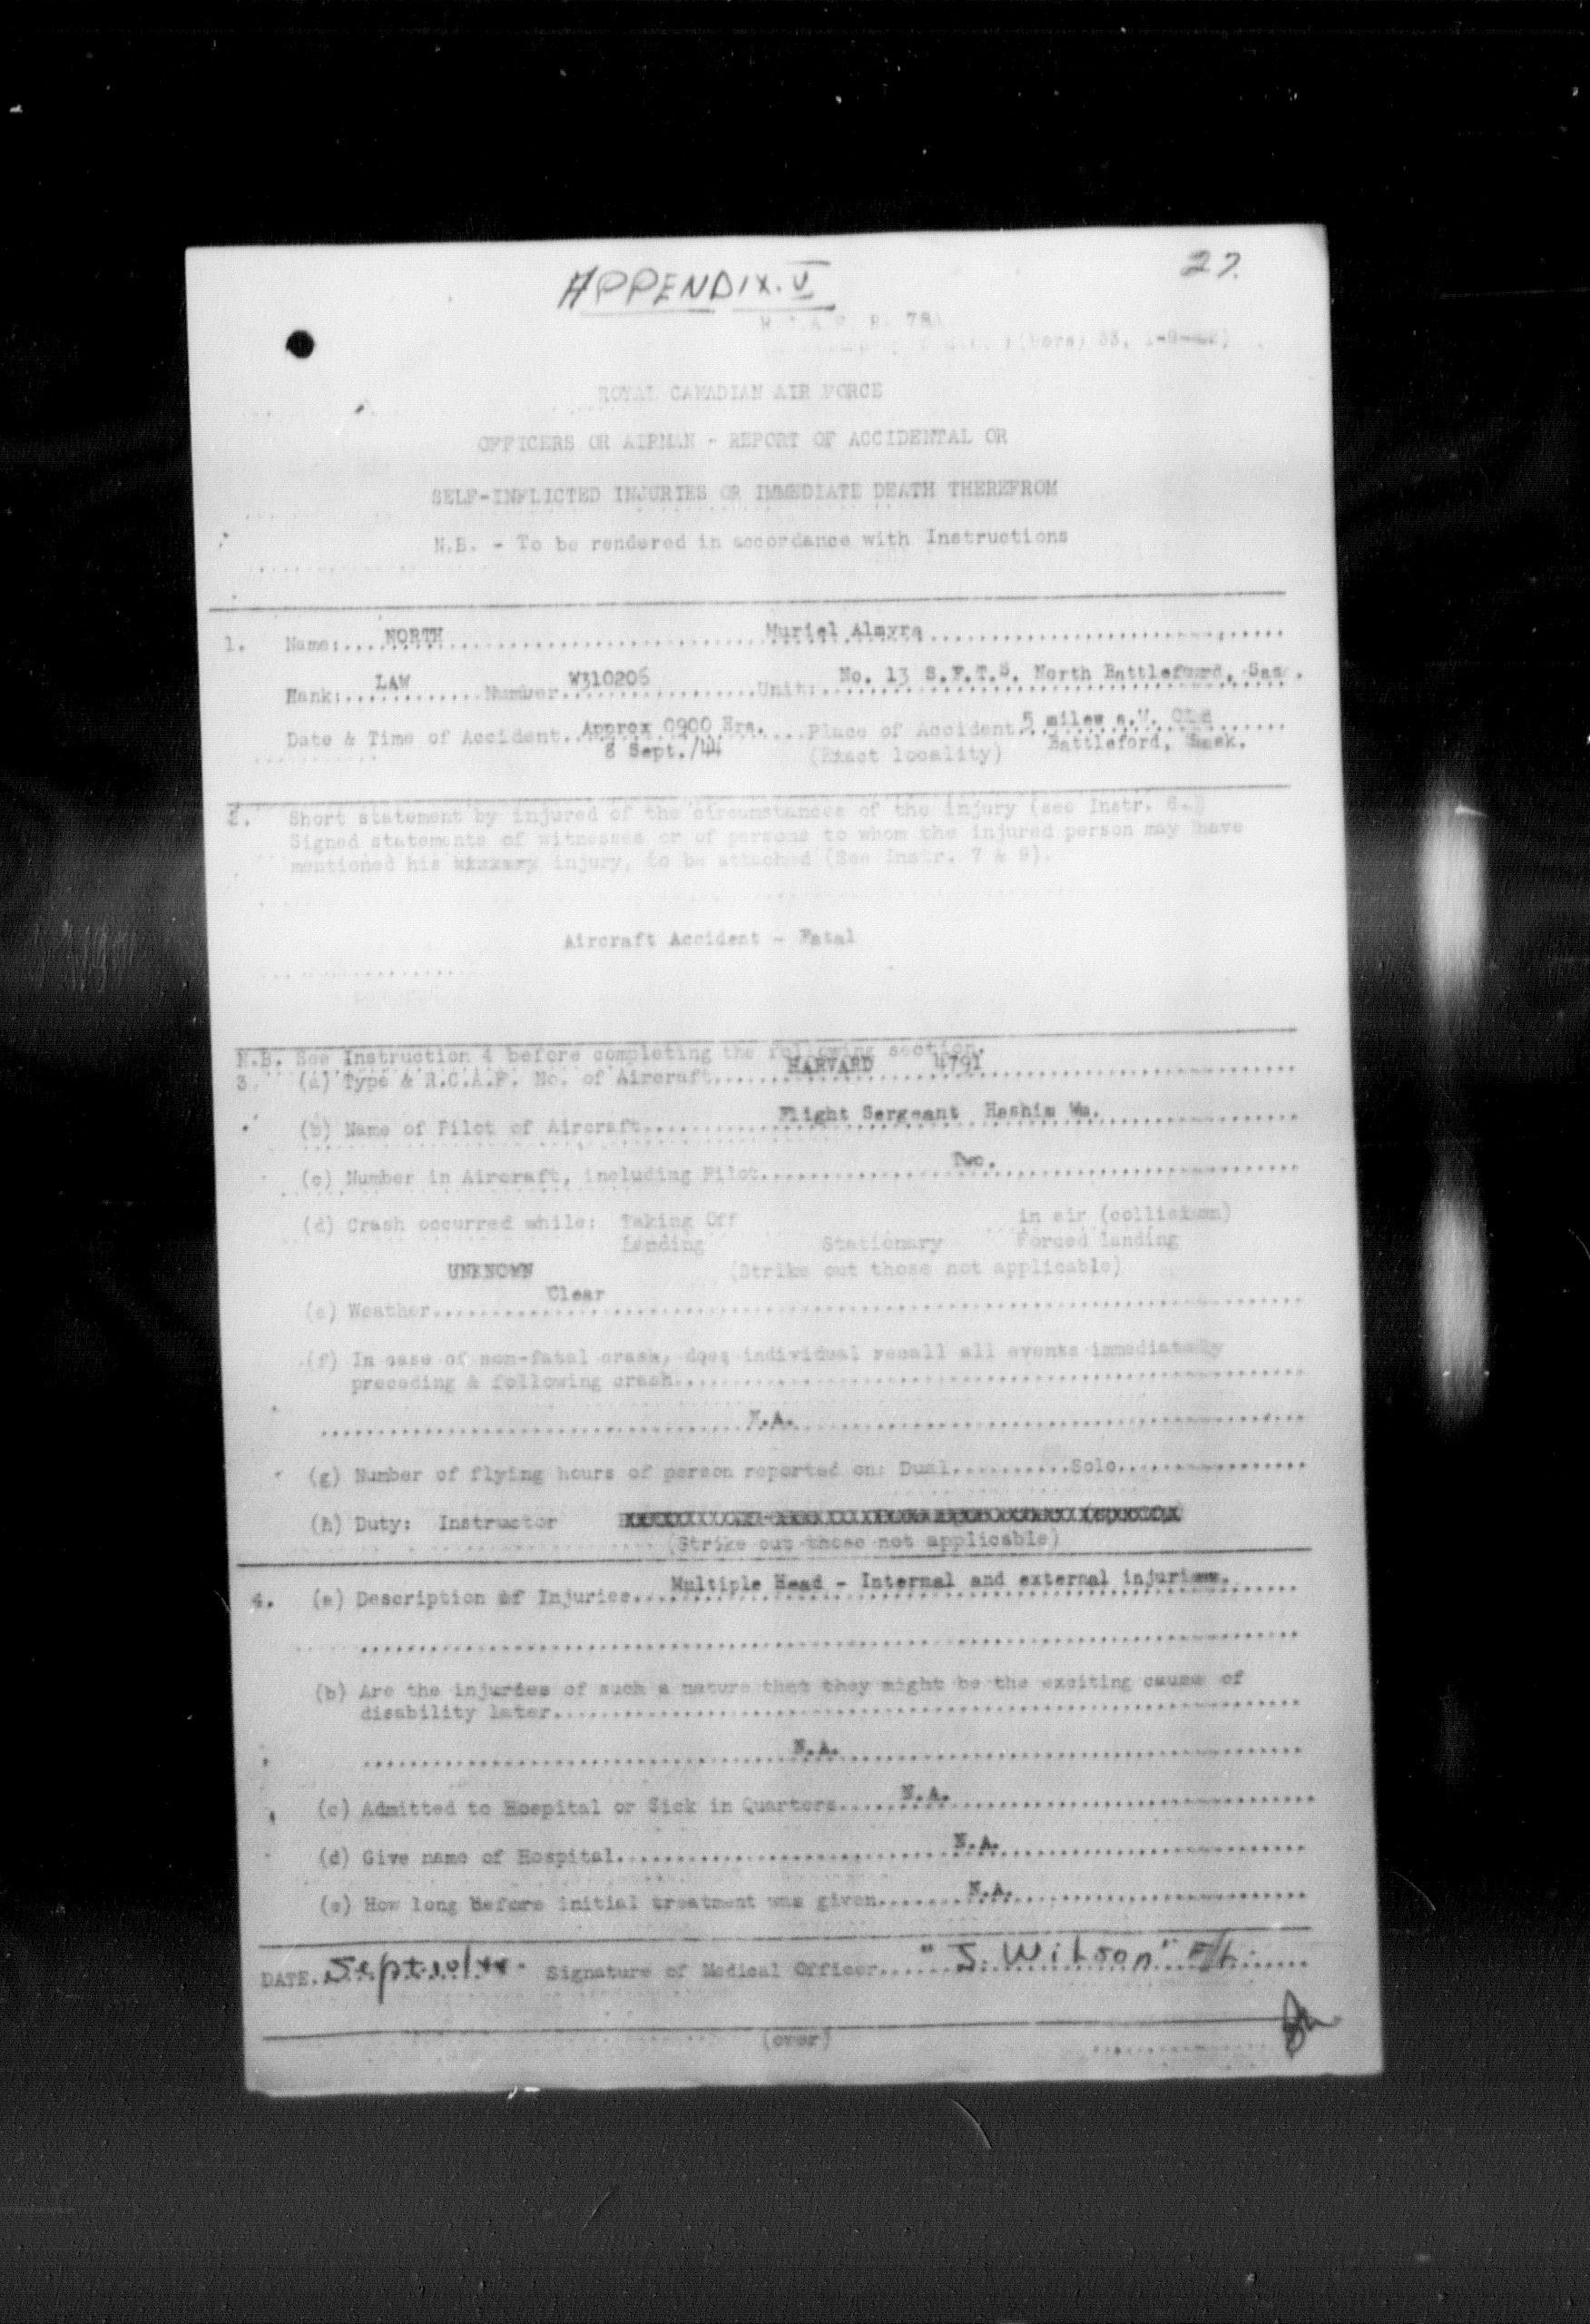 APPENDIX. V
27.
ROYAL CANADIAN AIR FORCE
OFFICERS OR AIRMAN - REPORT OF ACCIDENTAL OR
SELF-INFLICTED INJURIES OR IMMEDIATE DEATH THEREFROM
N.B. - To be rendered in accordance with Instructions
1. Name:....NORTH..............................Muriel Almyra..............................
Rank:...LAW..........Number..W310206..............Unit:..No. 13 S.F.T.S. North Battleford, Sas.
Date & Time of Accident..Approx 0900 Hrs.....Place of Accident.5 miles s.W.
8 Sept./44 (Exact locality) Battleford, Sask.
2. Short statement by injured of the circumstances of the injury (see Instr. 6.)
Signed statements of witnesses or of persons to whom the injured person may have
mentioned his injury, to be attached (See Instr. 7 & 9).
Aircraft Accident - Fatal
N.B. See Instruction 4 before completing the following section.
3. (a) Type & R.C.A.F. No. of Aircraft......HARVARD 4791..............................
(b) Name of Pilot of Aircraft............Flight Sergeant Hashim Wm...................
(c) Number in Aircraft, including Pilot....................Two..............................
(d) Crash occurred while: Taking Off in air (collision)
Landing Stationary Forced landing
UNKNOWN (Strike out those not applicable)
(e) Weather..........Clear............................................................
(f) In case of non-fatal crash, does individual recall all events immediately
preceding & following crash............................................................
........................................N.A...................................................
(g) Number of flying hours of person reported on: Dual..........Solo.................
(h) Duty: Instructor
(Strike out those not applicable)
4. (a) Description of Injuries...Multiple Head - Internal and external injuries.......
..........................................................................................
(b) Are the injuries of such a nature that they might be the exciting cause of
disability later......................................................................
........................................N.A...............................................
(c) Admitted to Hospital or Sick in Quarters......N.A................................
(d) Give name of Hospital..............................N.A..............................
(e) How long before initial treatment was given........N.A..............................
DATE. Sept 10/44. Signature of Medical Officer....."S. Wilson" F/L.......
(over)